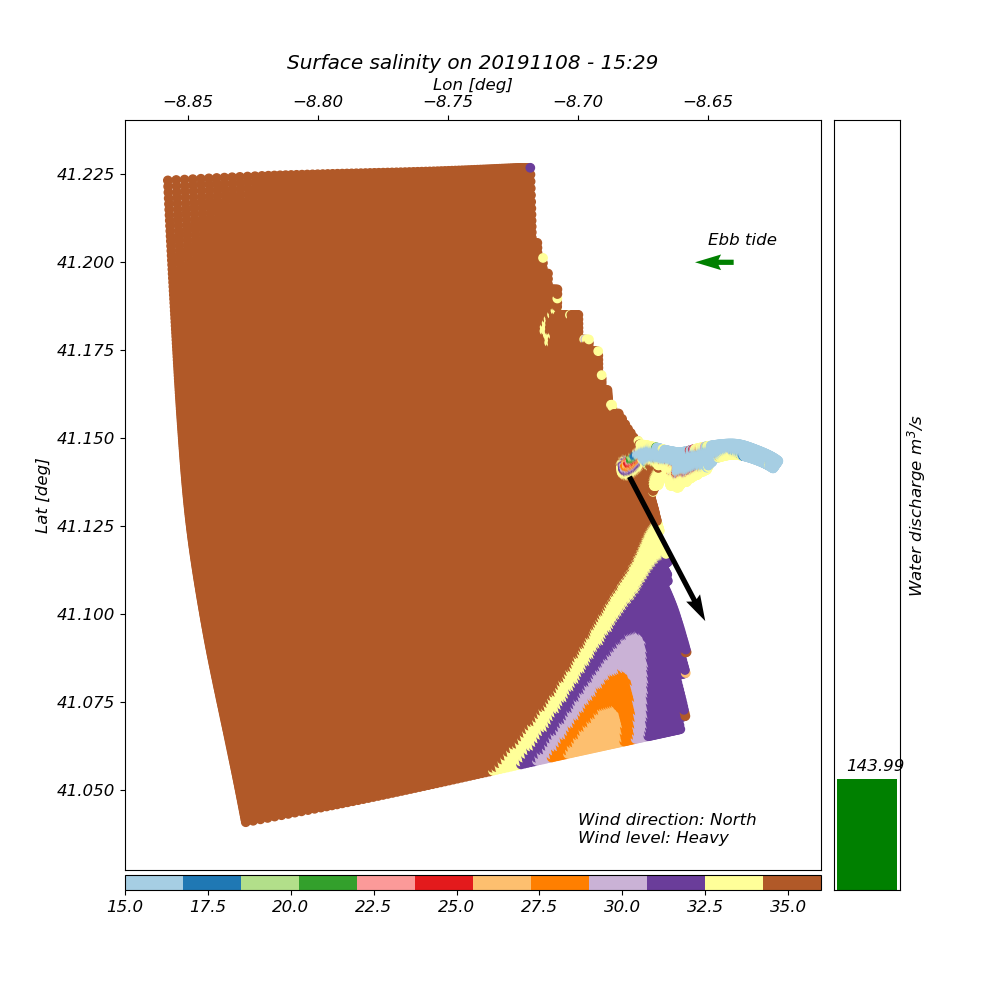 Surface salinity on 20191108 - 15:29
Lon [deg]
−8.85 −8.80 −8.75 −8.70 −8.65
41.225
41.200
41.175
41.150
41.125
41.100
41.075
41.050
Lat [deg]
Ebb tide
Water discharge m³/s
143.99
Wind direction: North
Wind level: Heavy
15.0 17.5 20.0 22.5 25.0 27.5 30.0 32.5 35.0